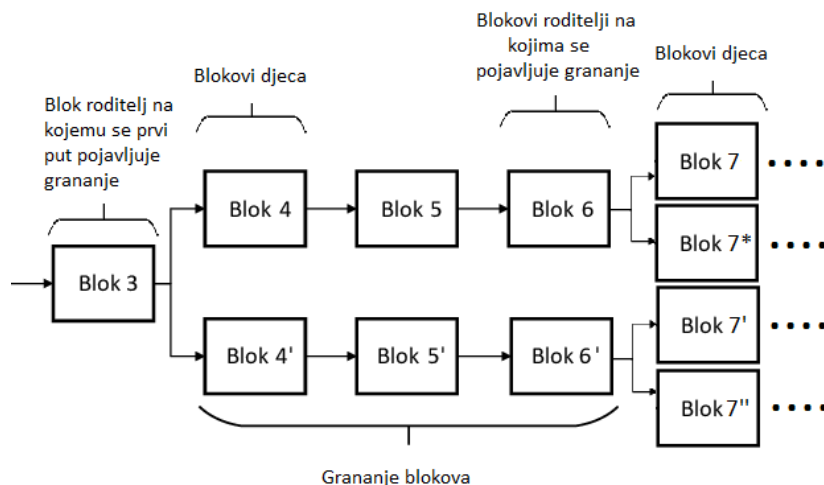 Blokovi roditelji na
kojima se
pojavljuje grananje
Blokovi djeca
Blokovi djeca
Blok roditelj na
kojemu se prvi
put pojavljuje
grananje
Blok 3
Blok 4
Blok 5
Blok 6
Blok 7
Blok 7*
Blok 4'
Blok 5'
Blok 6'
Blok 7'
Blok 7''
Grananje blokova